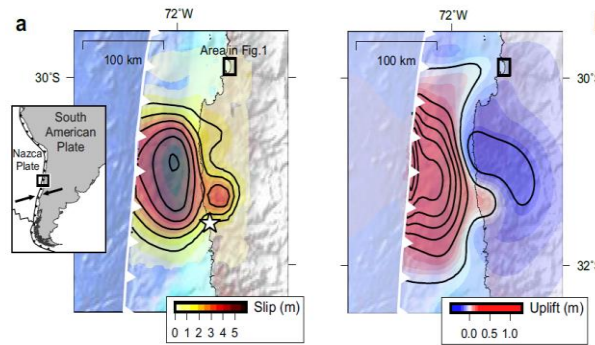 a
72°W
72°W
Area in Fig.1
100 km
100 km
30°S
30°S
South
American
Plate
Nazca
Plate
32°S
Slip (m)
0 1 2 3 4 5
Uplift (m)
0.0 0.5 1.0